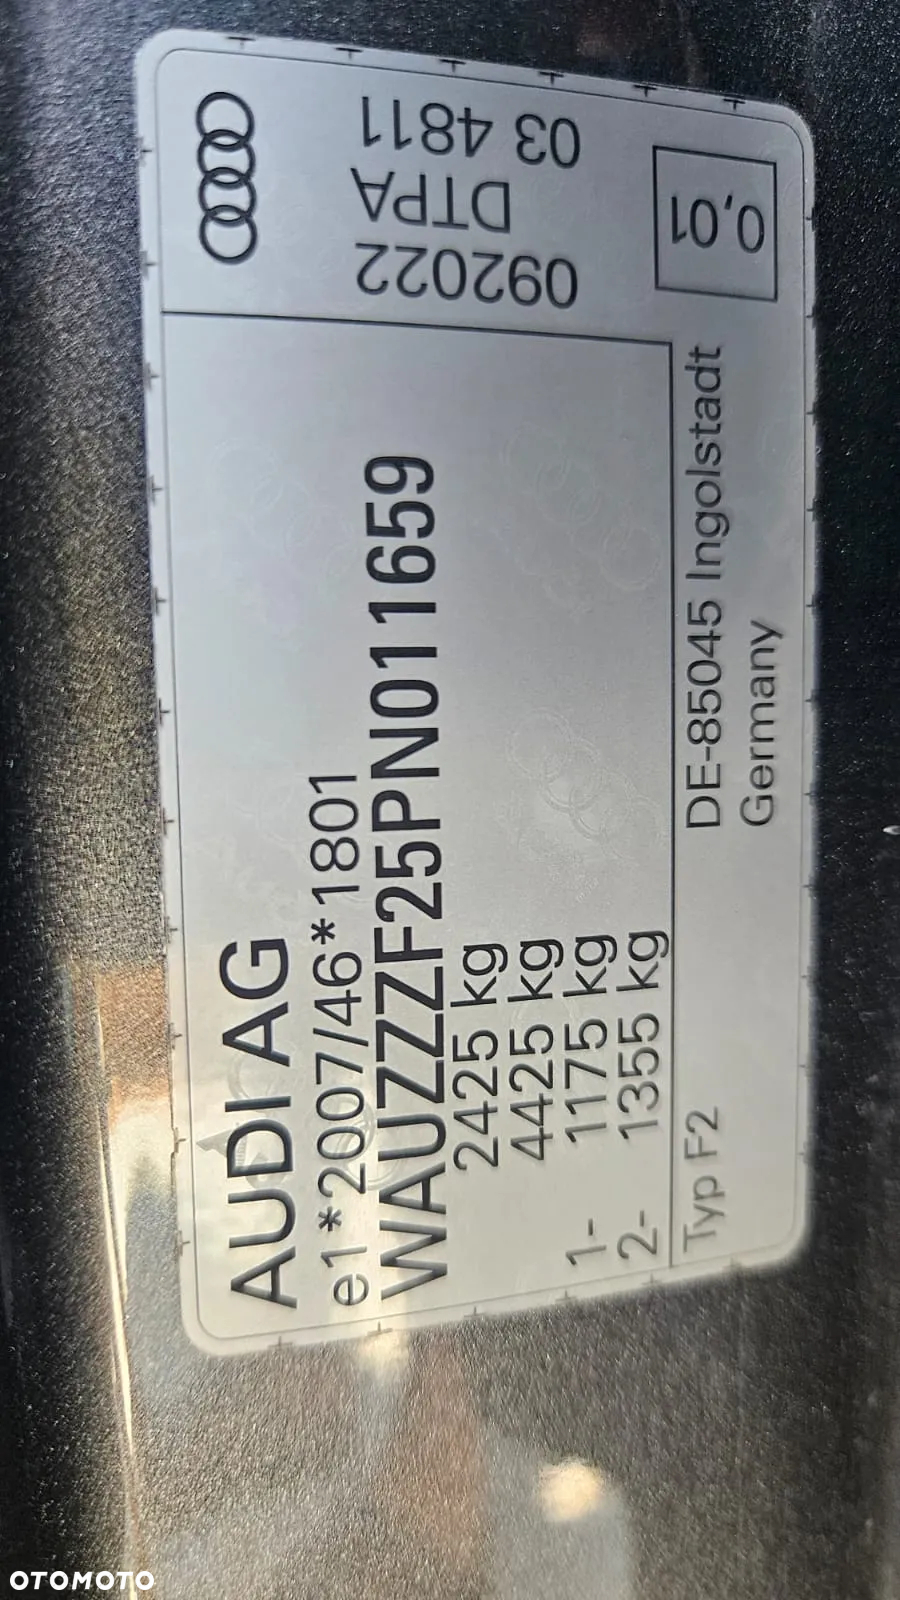 AUDI AG
e1*2007/46*1801
WAUZZZF25PN011659
2425 kg
4425 kg
1- 1175 kg
2- 1355 kg
Typ F2
DE-85045 Ingolstadt
Germany
092022
DTPA
03 4811
0,01
OTOMOTO